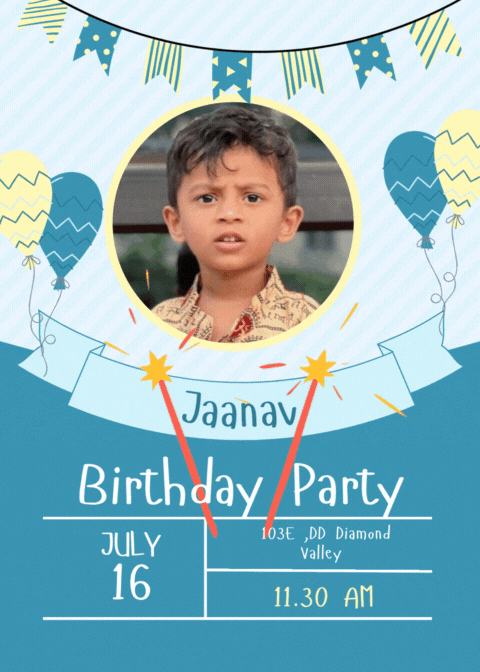 Jaanav
Birthday Party
JULY
16
103E ,DD Diamond
Valley
11.30 AM